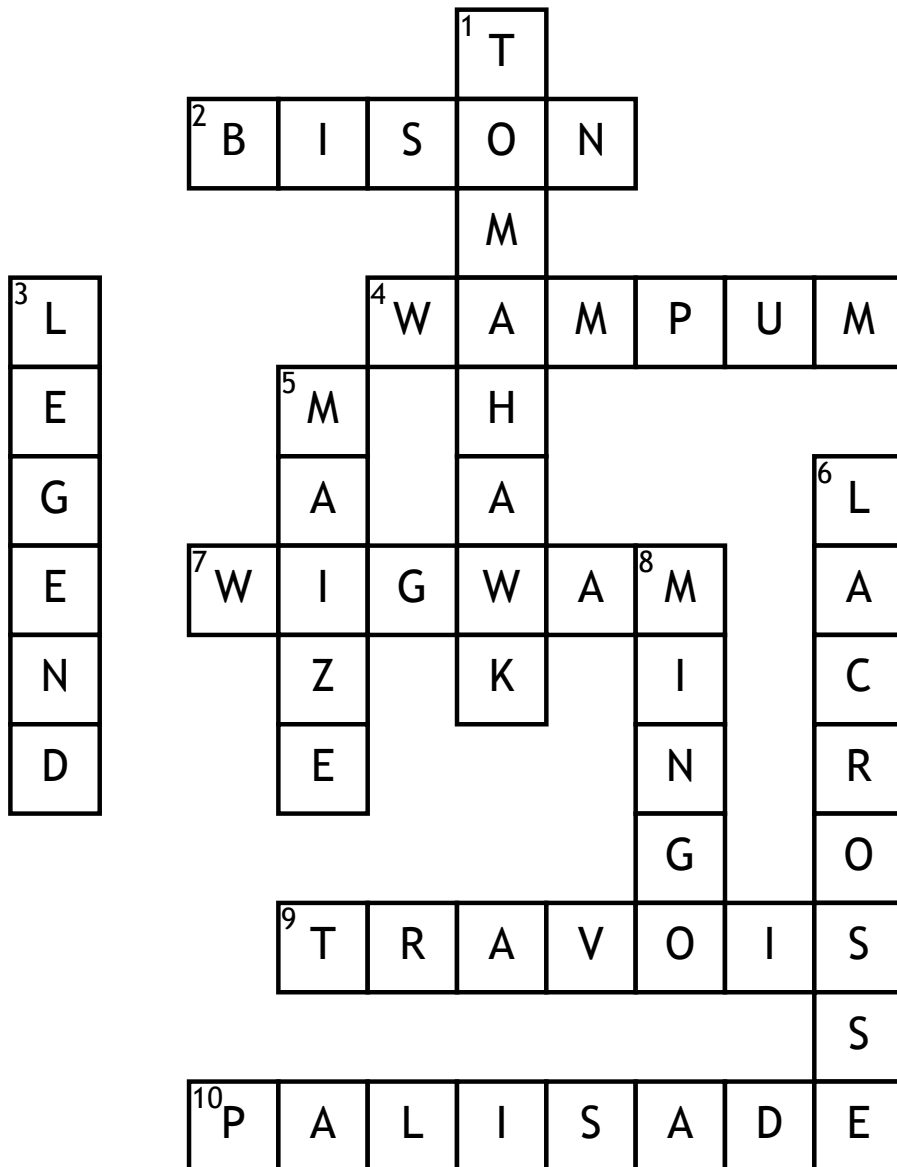 1 T
2 B I S O N
M
3 L 4 W A M P U M
E 5 M H
G A A 6 L
E 7 W I G W A 8 M A
N Z K I C
D E N R
G O
9 T R A V O I S
S
10 P A L I S A D E